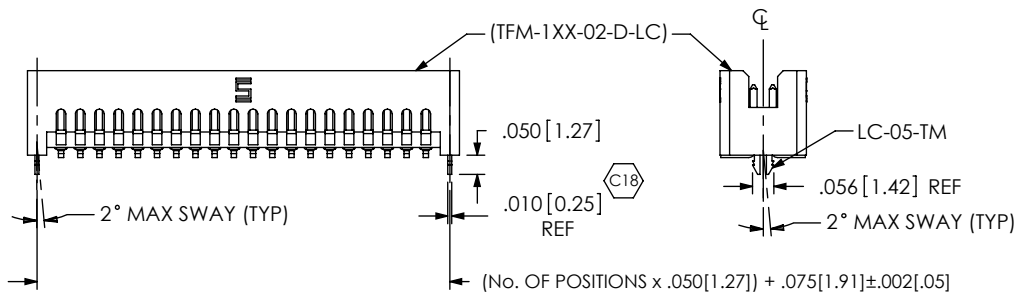 ℄
(TFM-1XX-02-D-LC)
.050 [1.27]
LC-05-TM
C18
.056 [1.42] REF
.010 [0.25]
REF
2° MAX SWAY (TYP)
2° MAX SWAY (TYP)
(No. OF POSITIONS x .050[1.27]) + .075[1.91]±.002[.05]